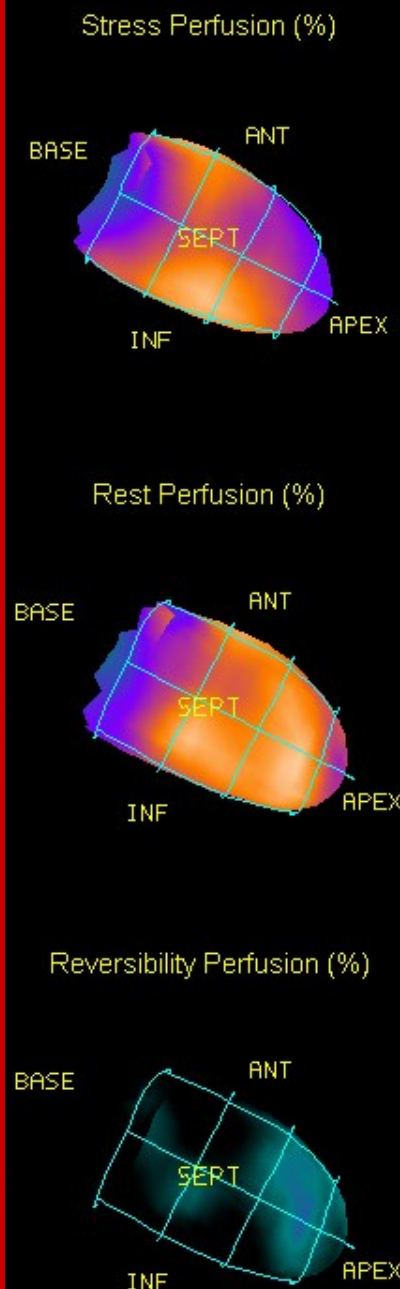 Stress Perfusion (%)
ANT
BASE
SEPT
APEX
INF
Rest Perfusion (%)
ANT
BASE
SEPT
APEX
INF
Reversibility Perfusion (%)
ANT
BASE
SEPT
APEX
INF